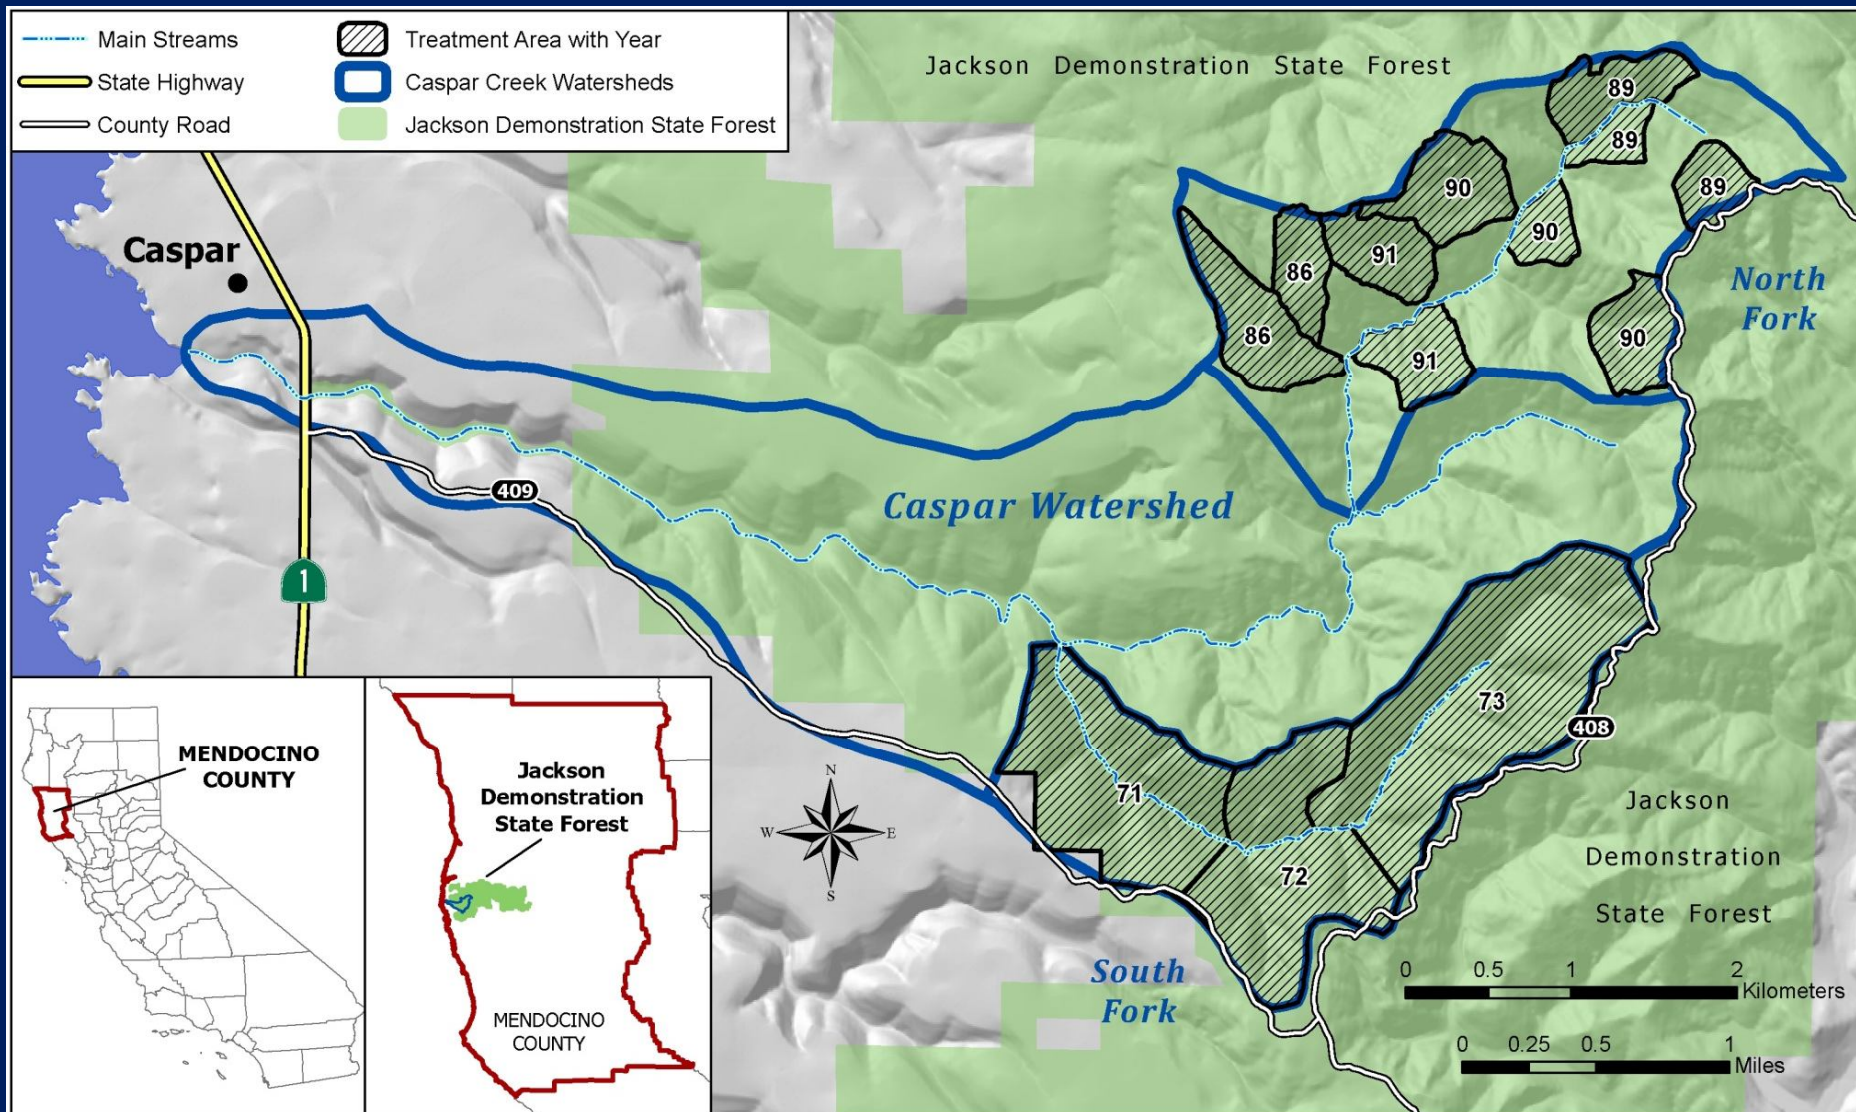 Main Streams
State Highway
County Road
Treatment Area with Year
Caspar Creek Watersheds
Jackson Demonstration State Forest
Jackson Demonstration State Forest
89
89
89
90
90
90
91
91
86
86
North
Fork
Caspar
409
1
Caspar Watershed
73
408
71
72
South
Fork
Jackson
Demonstration
State Forest
N
W
E
S
MENDOCINO
COUNTY
Jackson
Demonstration
State Forest
MENDOCINO
COUNTY
0 0.5 1 2
Kilometers
0 0.25 0.5 1
Miles